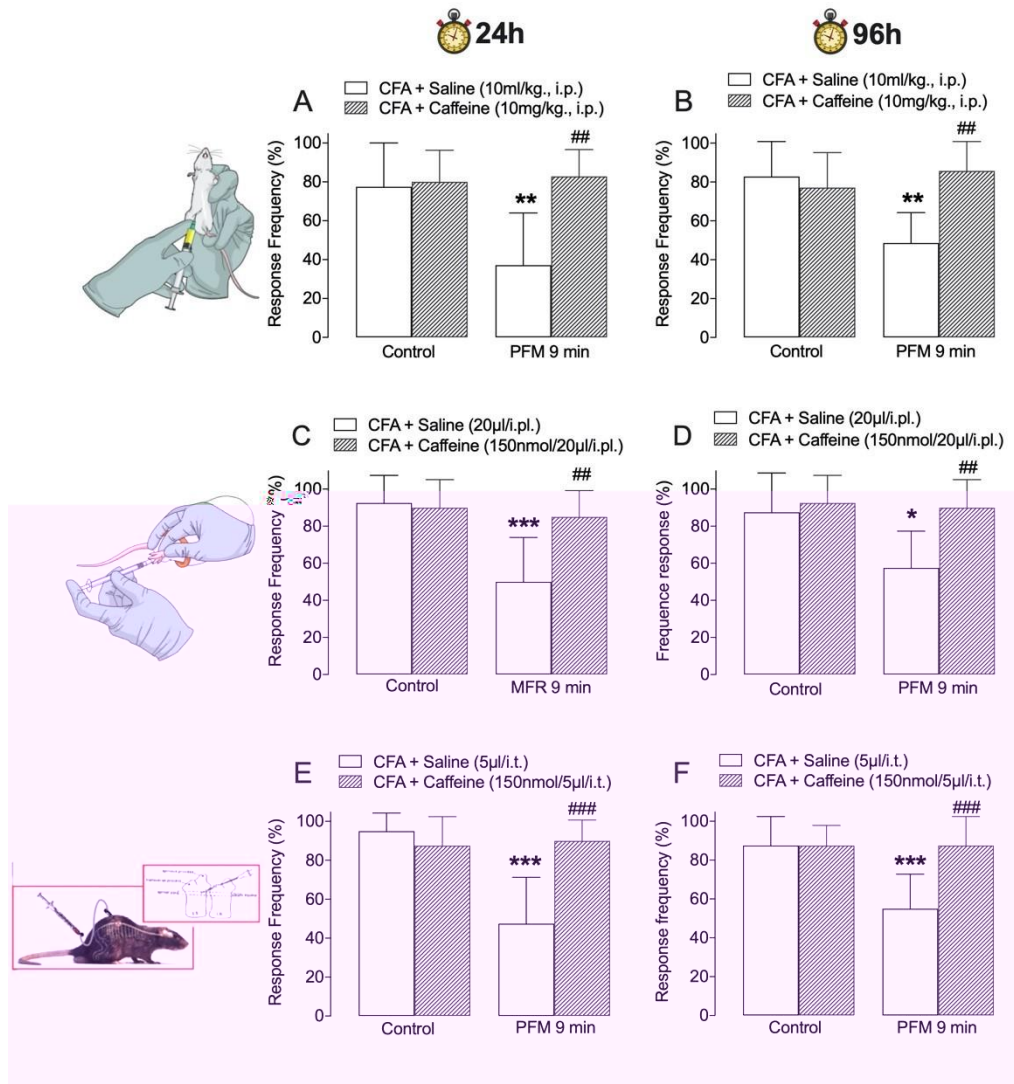 24h
96h
A
CFA + Saline (10ml/kg., i.p.)
CFA + Caffeine (10mg/kg., i.p.)
Response Frequency (%)
100
80
60
40
20
0
**
##
Control
PFM 9 min
B
CFA + Saline (10ml/kg., i.p.)
CFA + Caffeine (10mg/kg., i.p.)
Response Frequency (%)
100
80
60
40
20
0
**
##
Control
PFM 9 min
C
CFA + Saline (20µl/i.pl.)
CFA + Caffeine (150nmol/20µl/i.pl.)
Response Frequency (%)
80
60
40
20
0
***
##
Control
MFR 9 min
D
CFA + Saline (20µl/i.pl.)
CFA + Caffeine (150nmol/20µl/i.pl.)
Frequence response (%)
100
80
60
40
20
0
*
##
Control
PFM 9 min
E
CFA + Saline (5µl/i.t.)
CFA + Caffeine (150nmol/5µl/i.t.)
Response Frequency (%)
100
80
60
40
20
0
***
###
Control
PFM 9 min
F
CFA + Saline (5µl/i.t.)
CFA + Caffeine (150nmol/5µl/i.t.)
Response frequency (%)
100
80
60
40
20
0
***
###
Control
PFM 9 min